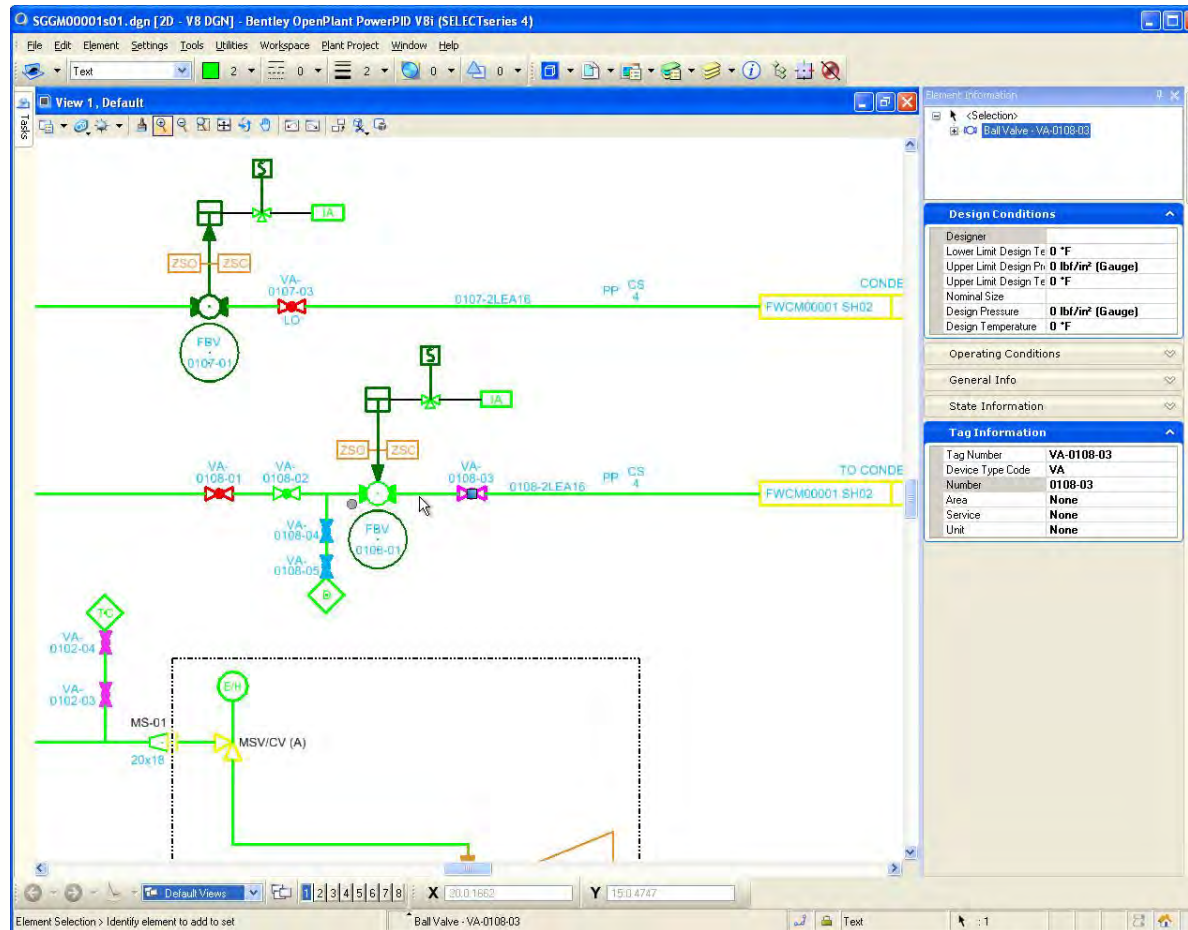 SGGM00001s01.dgn [2D - V8 DGN] - Bentley OpenPlant PowerPID V8i (SELECTseries 4)
File Edit Element Settings Tools Utilities Workspace Plant Project Window Help
Text 2 0 2 0 0
View 1, Default
Tasks
Element Information
<Selection>
Ball Valve - VA-0108-03
S
IA
ZSO ZSC
VA-
0107-03
LO
0107-2LEA16
PP CS
4
CONDE
FWCM00001 SH02
FBV
0107-01
S
IA
ZSO ZSC
VA-
0108-01
VA-
0108-02
VA-
0108-03
0108-2LEA16
PP CS
4
TO CONDE
FWCM00001 SH02
VA-
0108-04
FBV
VA-
0108-05
D
TC
VA-
0102-04
VA-
0102-03
E/H
MS-01
MSV/CV (A)
20x18
Design Conditions
Designer
Lower Limit Design Te 0 °F
Upper Limit Design Pr 0 lbf/in² (Gauge)
Upper Limit Design Te 0 °F
Nominal Size
Design Pressure 0 lbf/in² (Gauge)
Design Temperature 0 °F
Operating Conditions
General Info
State Information
Tag Information
Tag Number VA-0108-03
Device Type Code VA
Number 0108-03
Area None
Service None
Unit None
Default Views 1 2 3 4 5 6 7 8 X 20:0.1662 Y 15:0.4747
Element Selection > Identify element to add to set Ball Valve - VA-0108-03 Text : 1